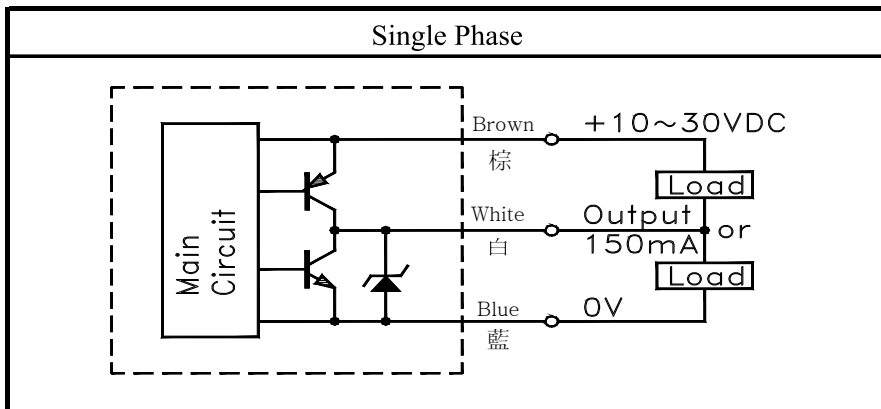 Single Phase
Brown
棕
+10～30VDC
Load
White
白
Output
150mA
or
Load
Blue
藍
0V
Main
Circuit